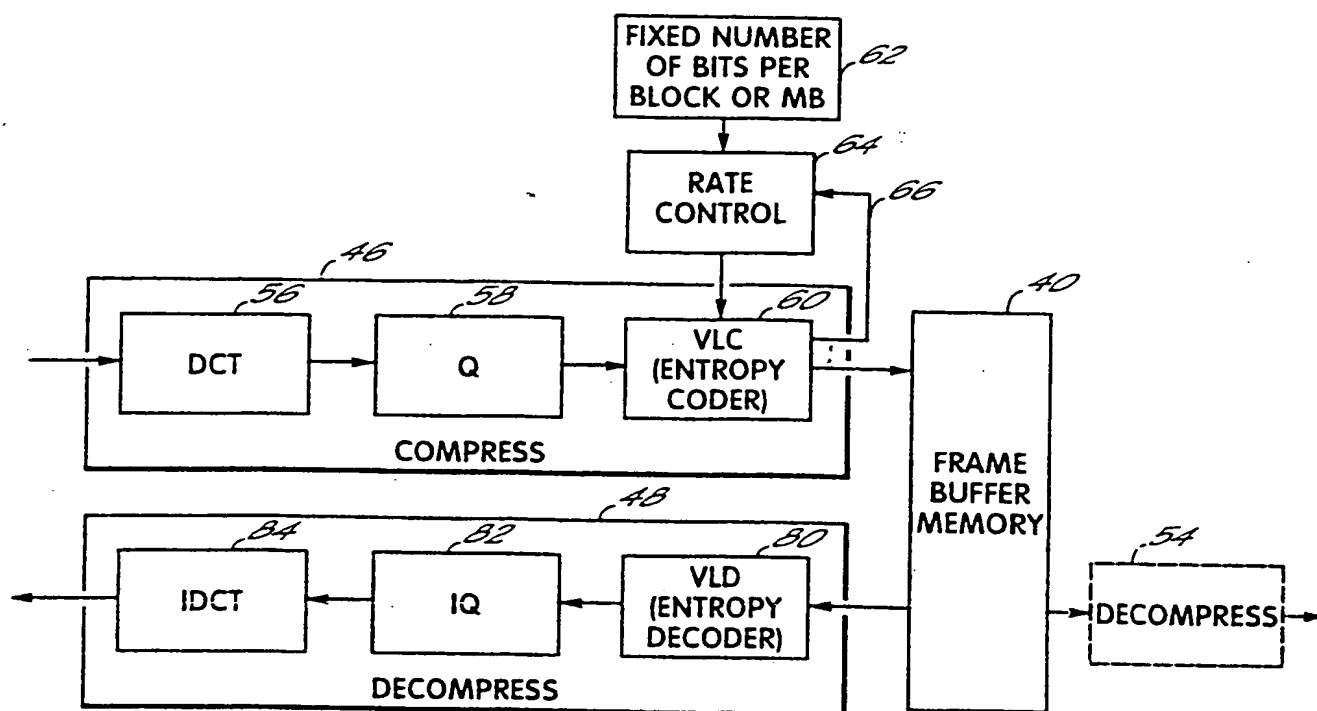 FIXED NUMBER
OF BITS PER
BLOCK OR MB
62
64
RATE
CONTROL
66
46
56
58
60
40
DCT
Q
VLC
(ENTROPY
CODER)
COMPRESS
FRAME
BUFFER
MEMORY
48
84
82
80
54
IDCT
IQ
VLD
(ENTROPY
DECODER)
DECOMPRESS
DECOMPRESS